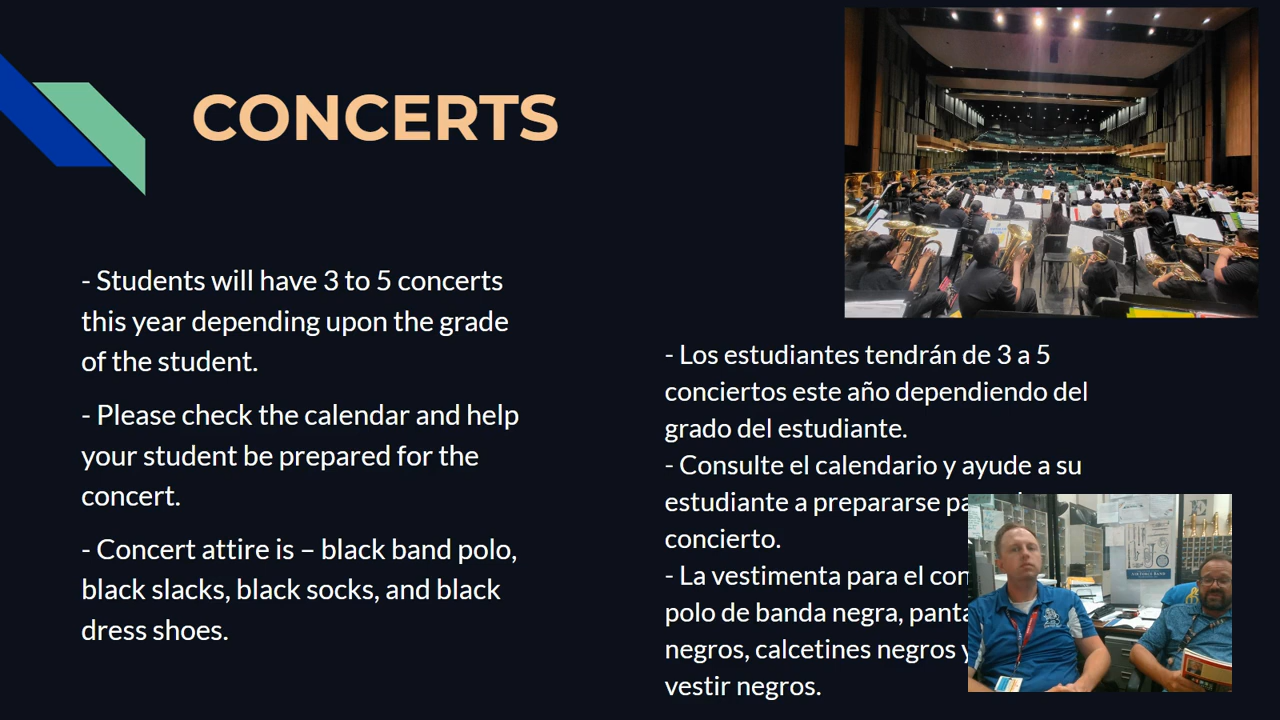 CONCERTS
- Students will have 3 to 5 concerts
this year depending upon the grade
of the student.
- Please check the calendar and help
your student be prepared for the
concert.
- Concert attire is – black band polo,
black slacks, black socks, and black
dress shoes.
- Los estudiantes tendrán de 3 a 5
conciertos este año dependiendo del
grado del estudiante.
- Consulte el calendario y ayude a su
estudiante a prepararse
concierto.
- La vestimenta para el
polo de banda negra,
negros, calcetines negros y
vestir negros.